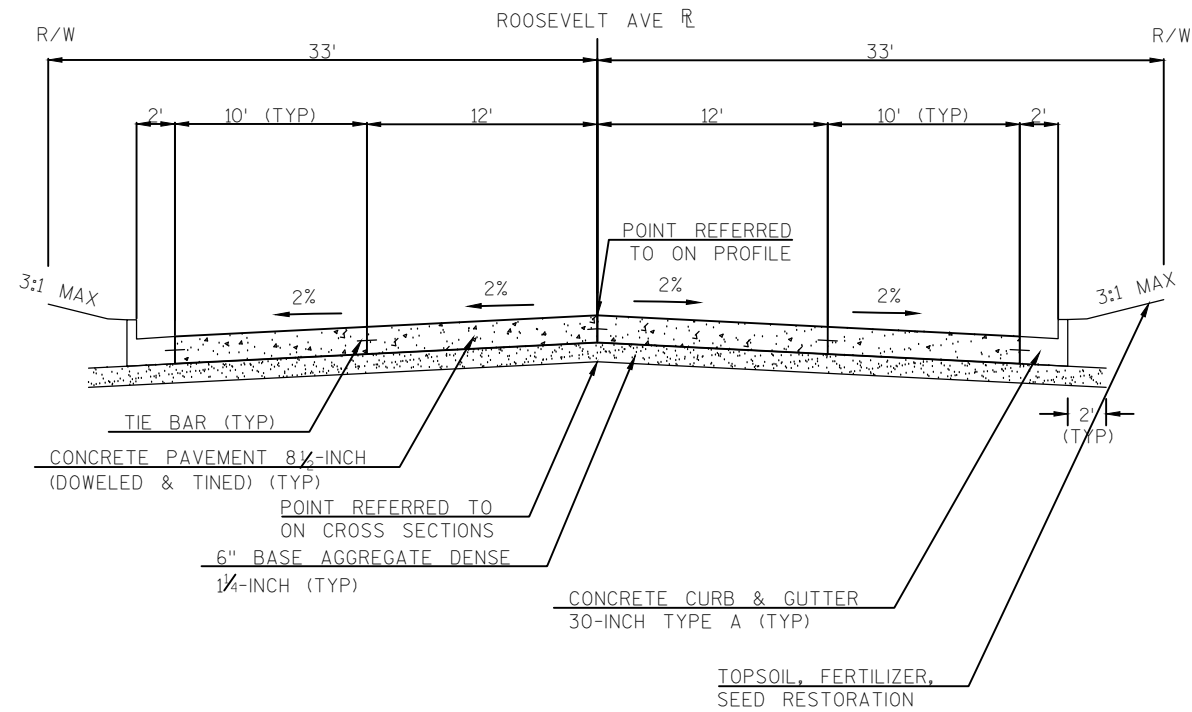 ROOSEVELT AVE RL
R/W
R/W
33'
33'
2'
10' (TYP)
12'
12'
10' (TYP)
2'
POINT REFERRED
TO ON PROFILE
3:1 MAX
2%
2%
2%
2%
3:1 MAX
2'
(TYP)
TIE BAR (TYP)
CONCRETE PAVEMENT 8½-INCH
(DOWELED & TINED) (TYP)
POINT REFERRED TO
ON CROSS SECTIONS
6" BASE AGGREGATE DENSE
1¼-INCH (TYP)
CONCRETE CURB & GUTTER
30-INCH TYPE A (TYP)
TOPSOIL, FERTILIZER,
SEED RESTORATION